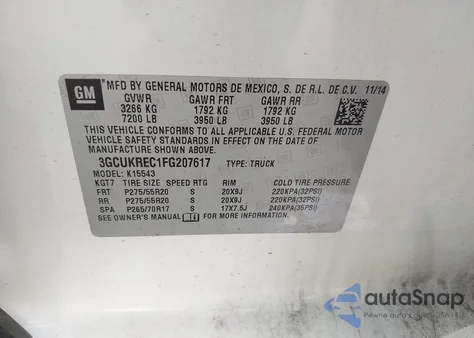 GM
MFD BY GENERAL MOTORS DE MEXICO, S. DE R.L. DE C.V. 11/14
GVWR GAWR FRT GAWR RR
3266 KG 1792 KG 1792 KG
7200 LB 3950 LB 3950 LB
THIS VEHICLE CONFORMS TO ALL APPLICABLE U.S. FEDERAL MOTOR
VEHICLE SAFETY STANDARDS IN EFFECT ON THE DATE OF
MANUFACTURE SHOWN ABOVE.
3GCUKREC1FG207617 TYPE: TRUCK
MODEL: K15543
KGT7 TIRE SIZE SPEED RTG RIM COLD TIRE PRESSURE
FRT P275/55R20 S 20X9J 220KPA(32PSI)
RR P275/55R20 S 20X9J 220KPA(32PSI)
SPA P265/70R17 S 17X7.5J 240KPA(35PSI)
SEE OWNER'S MANUAL FOR MORE INFORMATION.
autoSnap